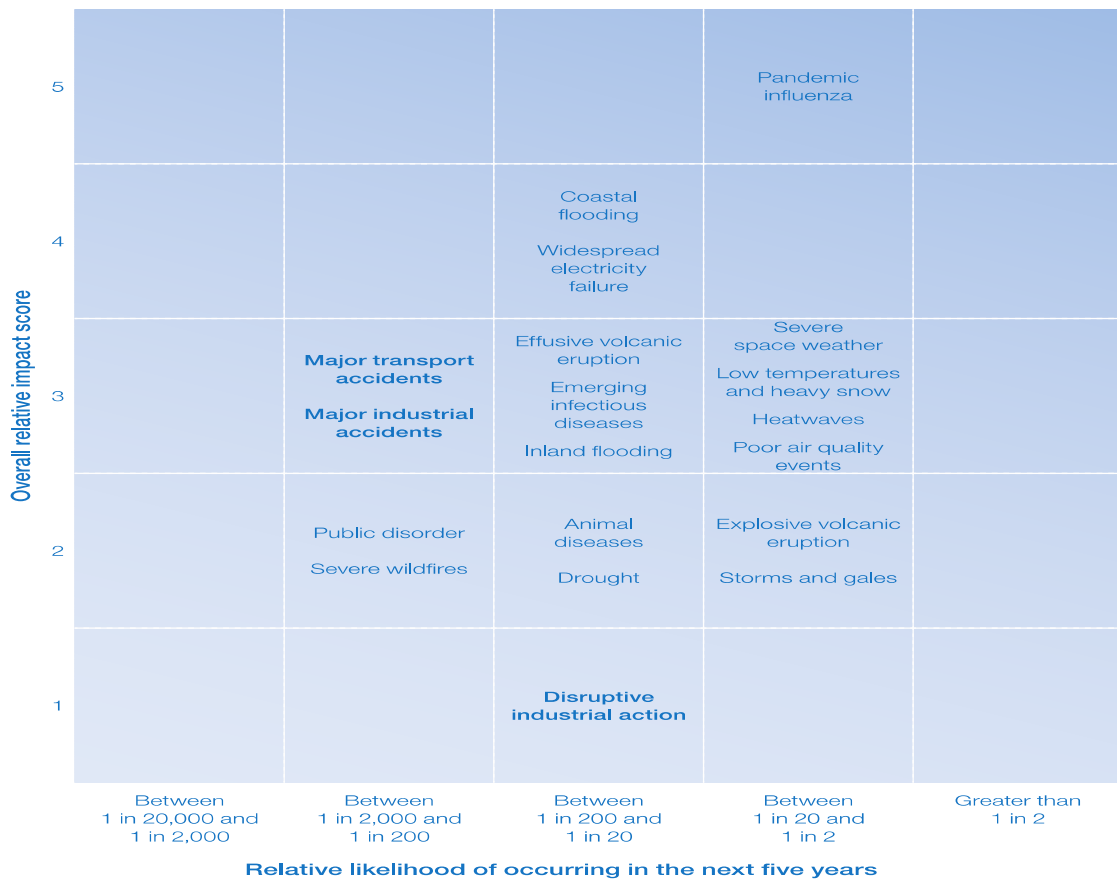 Overall relative impact score
5
Pandemic
influenza
4
Coastal
flooding
Widespread
electricity
failure
3
Major transport
accidents
Major industrial
accidents
Effusive volcanic
eruption
Emerging
infectious
diseases
Inland flooding
Severe
space weather
Low temperatures
and heavy snow
Heatwaves
Poor air quality
events
2
Public disorder
Severe wildfires
Animal
diseases
Drought
Explosive volcanic
eruption
Storms and gales
1
Disruptive
industrial action
Between
1 in 20,000 and
1 in 2,000
Between
1 in 2,000 and
1 in 200
Between
1 in 200 and
1 in 20
Between
1 in 20 and
1 in 2
Greater than
1 in 2
Relative likelihood of occurring in the next five years